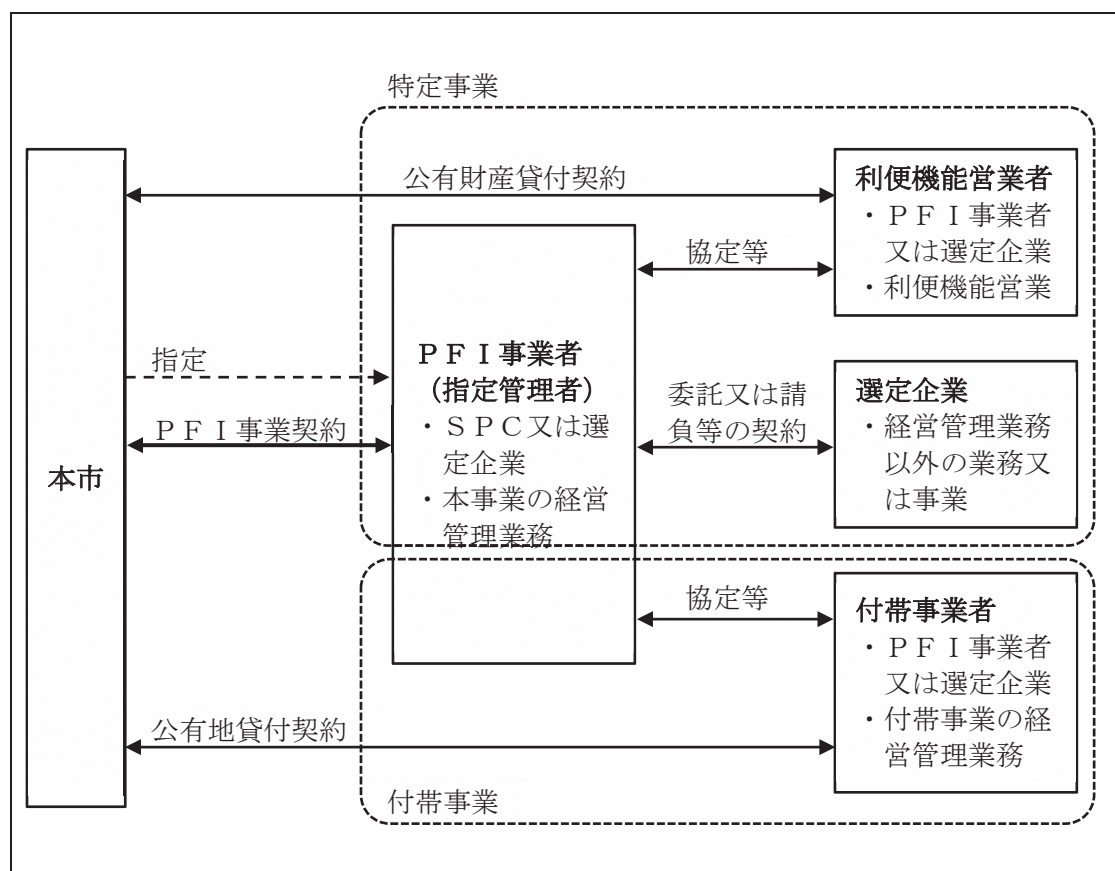 特定事業
公有財産貸付契約
利便機能営業者
・ＰＦＩ事業者
又は選定企業
・利便機能営業
協定等
指定
ＰＦＩ事業契約
本市
ＰＦＩ事業者
（指定管理者）
・ＳＰＣ又は選
定企業
・本事業の経営
管理業務
委託又は請
負等の契約
選定企業
・経営管理業務
以外の業務又
は事業
協定等
付帯事業者
・ＰＦＩ事業者
又は選定企業
・付帯事業の経
営管理業務
公有地貸付契約
付帯事業